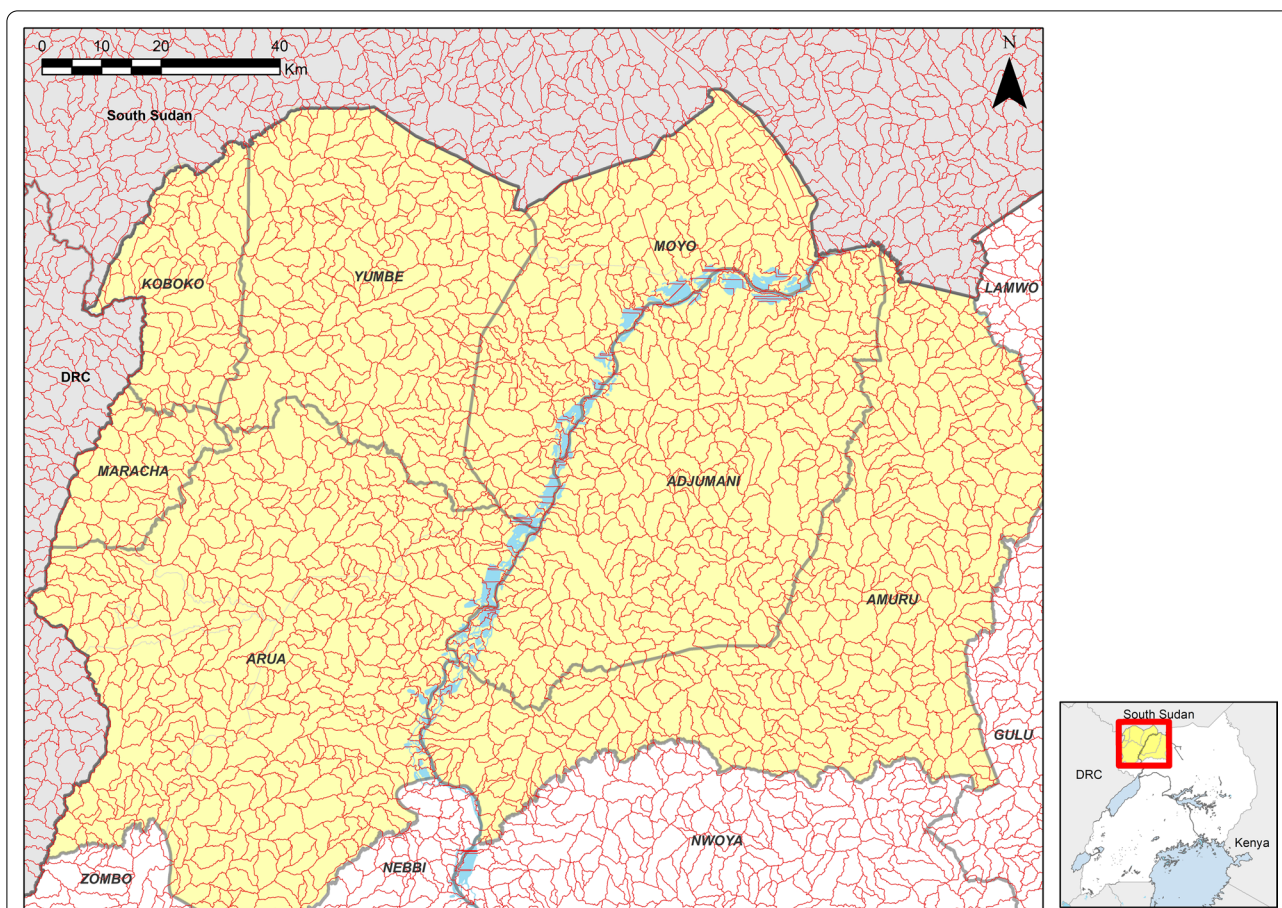 0 10 20 40
Km
N
South Sudan
MOYO
KOBOKO
YUMBE
LAMWO
DRC
MARACHA
ADJUMANI
AMURU
ARUA
GULU
NWOYA
NEBBI
ZOMBO
South Sudan
DRC
Kenya